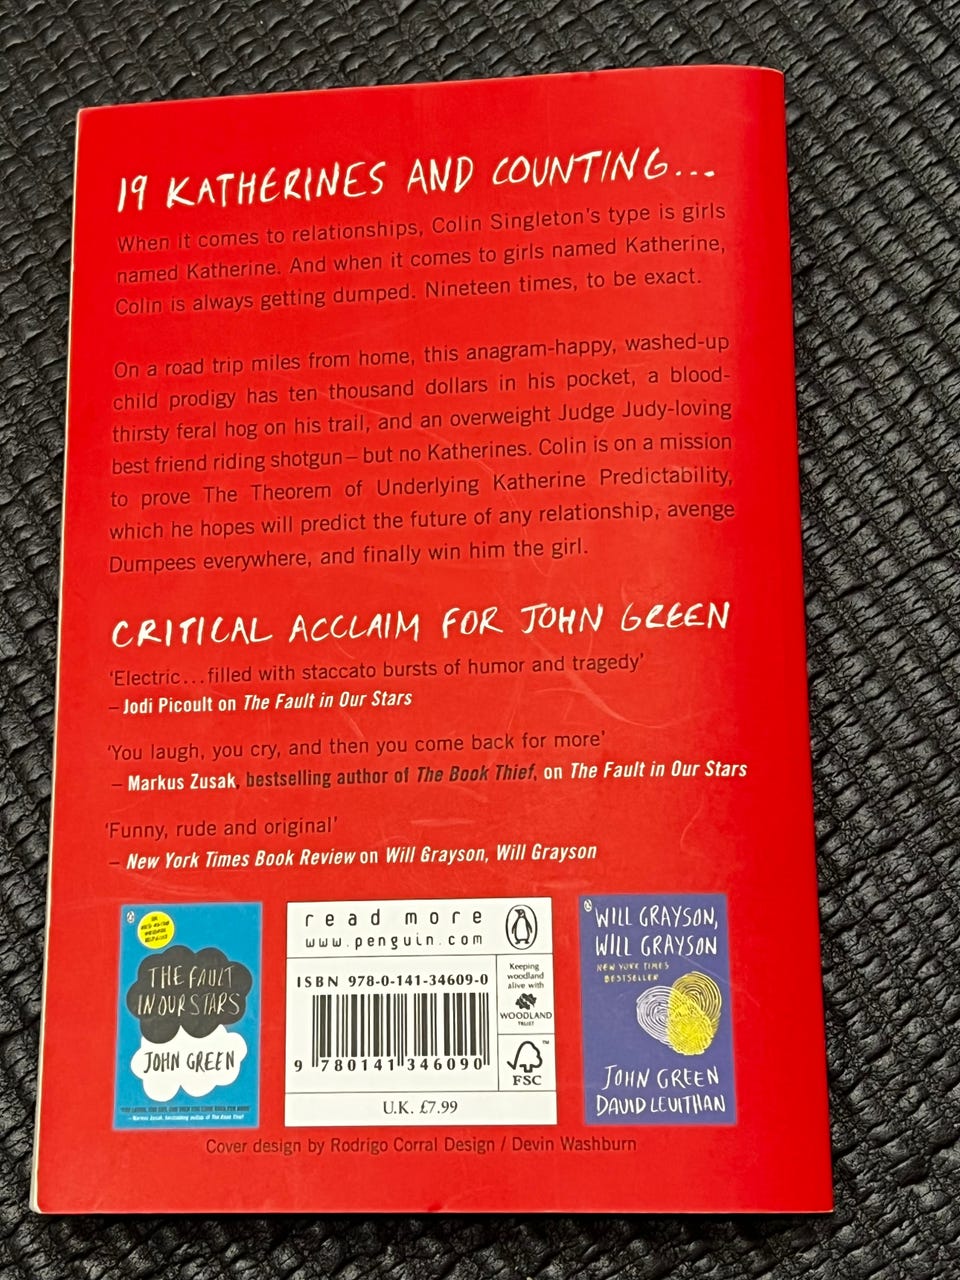 19 KATHERINES AND COUNTING...
When it comes to relationships, Colin Singleton's type is girls
named Katherine. And when it comes to girls named Katherine,
Colin is always getting dumped. Nineteen times, to be exact.
On a road trip miles from home, this anagram-happy, washed-up
child prodigy has ten thousand dollars in his pocket, a blood-
thirsty feral hog on his trail, and an overweight Judge Judy-loving
best friend riding shotgun – but no Katherines. Colin is on a mission
to prove The Theorem of Underlying Katherine Predictability,
which he hopes will predict the future of any relationship, avenge
Dumpees everywhere, and finally win him the girl.
CRITICAL ACCLAIM FOR JOHN GREEN
'Electric...filled with staccato bursts of humor and tragedy'
– Jodi Picoult on The Fault in Our Stars
'You laugh, you cry, and then you come back for more'
– Markus Zusak, bestselling author of The Book Thief, on The Fault in Our Stars
'Funny, rude and original'
– New York Times Book Review on Will Grayson, Will Grayson
THE FAULT
IN OUR STARS
JOHN GREEN
read more
www.penguin.com
ISBN 978-0-141-34609-0
9 780141 346090
Keeping
woodland
alive with
WOODLAND
TRUST
FSC
™
U.K. £7.99
WILL GRAYSON,
WILL GRAYSON
NEW YORK TIMES
BESTSELLER
JOHN GREEN
DAVID LEVITHAN
Cover design by Rodrigo Corral Design / Devin Washburn